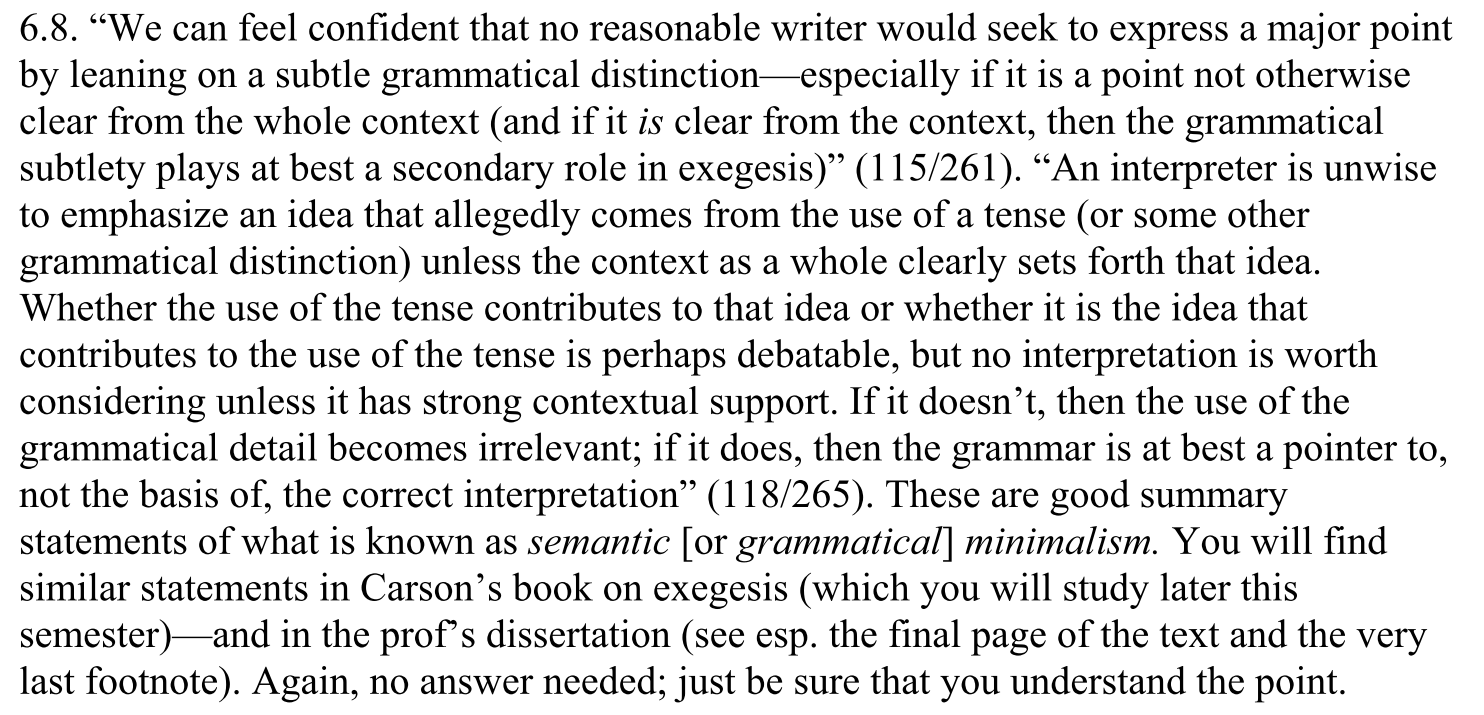 6.8. “We can feel confident that no reasonable writer would seek to express a major point
by leaning on a subtle grammatical distinction—especially if it is a point not otherwise
clear from the whole context (and if it is clear from the context, then the grammatical
subtlety plays at best a secondary role in exegesis)” (115/261). “An interpreter is unwise
to emphasize an idea that allegedly comes from the use of a tense (or some other
grammatical distinction) unless the context as a whole clearly sets forth that idea.
Whether the use of the tense contributes to that idea or whether it is the idea that
contributes to the use of the tense is perhaps debatable, but no interpretation is worth
considering unless it has strong contextual support. If it doesn’t, then the use of the
grammatical detail becomes irrelevant; if it does, then the grammar is at best a pointer to,
not the basis of, the correct interpretation” (118/265). These are good summary
statements of what is known as semantic [or grammatical] minimalism. You will find
similar statements in Carson’s book on exegesis (which you will study later this
semester)—and in the prof’s dissertation (see esp. the final page of the text and the very
last footnote). Again, no answer needed; just be sure that you understand the point.